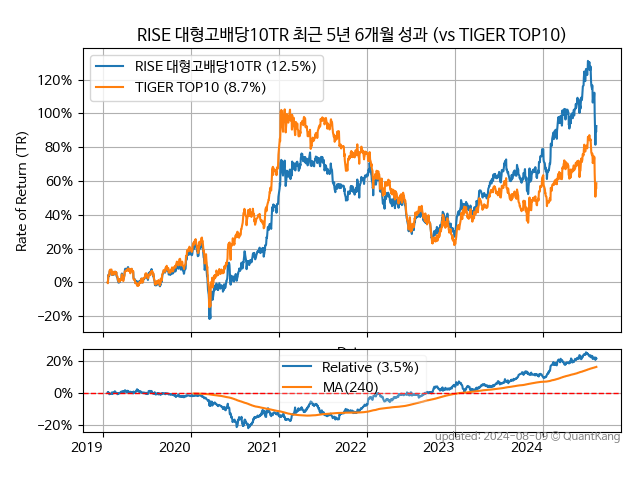 RISE 대형고배당10TR 최근 5년 6개월 성과 (vs TIGER TOP10)
RISE 대형고배당10TR (12.5%)
TIGER TOP10 (8.7%)
Rate of Return (TR)
120%
100%
80%
60%
40%
20%
0%
−20%
Relative (3.5%)
MA(240)
20%
0%
−20%
2019 2020 2021 2022 2023 2024
updated: 2024-08-09 © QuantKang